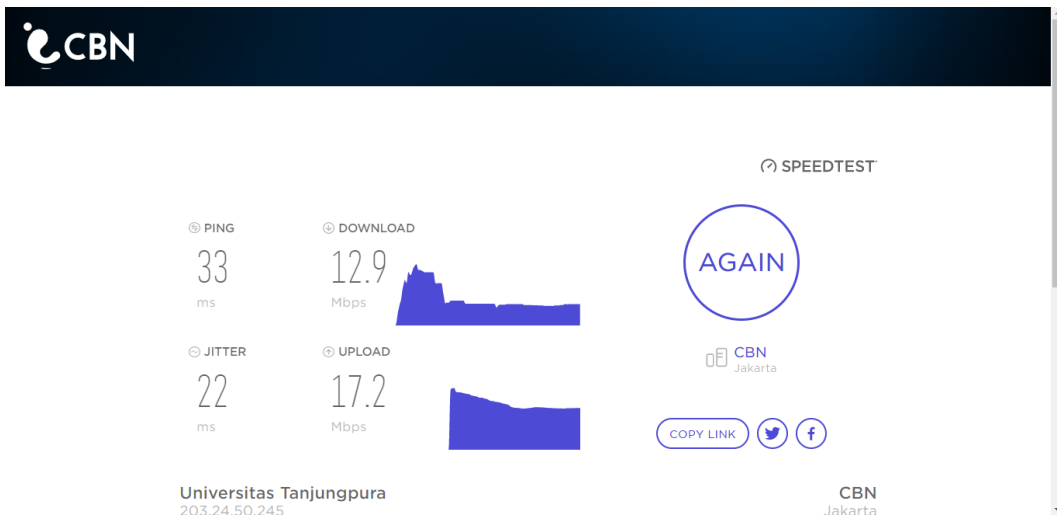 CBN
SPEEDTEST
PING
33
ms
DOWNLOAD
12.9
Mbps
JITTER
22
ms
UPLOAD
17.2
Mbps
AGAIN
CBN
Jakarta
COPY LINK
Universitas Tanjungpura
203.24.50.245
CBN
Jakarta